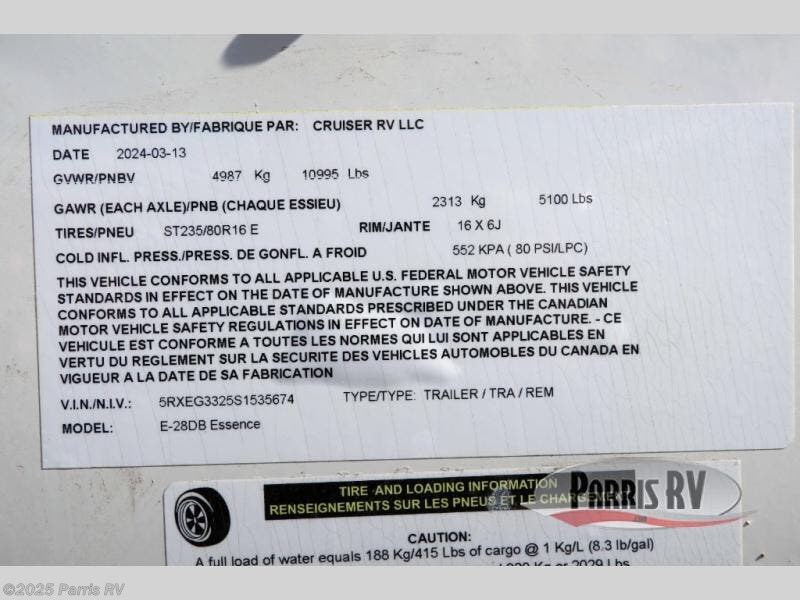 MANUFACTURED BY/FABRIQUE PAR: CRUISER RV LLC
DATE 2024-03-13
GVWR/PNBV 4987 Kg 10995 Lbs
GAWR (EACH AXLE)/PNB (CHAQUE ESSIEU) 2313 Kg 5100 Lbs
TIRES/PNEU ST235/80R16 E RIM/JANTE 16 X 6J
COLD INFL. PRESS./PRESS. DE GONFL. A FROID 552 KPA ( 80 PSI/LPC)
THIS VEHICLE CONFORMS TO ALL APPLICABLE U.S. FEDERAL MOTOR VEHICLE SAFETY
STANDARDS IN EFFECT ON THE DATE OF MANUFACTURE SHOWN ABOVE. THIS VEHICLE
CONFORMS TO ALL APPLICABLE STANDARDS PRESCRIBED UNDER THE CANADIAN
MOTOR VEHICLE SAFETY REGULATIONS IN EFFECT ON DATE OF MANUFACTURE. - CE
VEHICULE EST CONFORME A TOUTES LES NORMES QUI LUI SONT APPLICABLES EN
VERTU DU REGLEMENT SUR LA SECURITE DES VEHICLES AUTOMOBLES DU CANADA EN
VIGUEUR A LA DATE DE SA FABRICATION
V.I.N./N.I.V.: 5RXEG3325S1535674 TYPE/TYPE: TRAILER / TRA / REM
MODEL: E-28DB Essence
TIRE AND LOADING INFORMATION
RENSEIGNEMENTS SUR LES PNEUS ET LE CHARGEMENT
PARRIS RV
CAUTION:
A full load of water equals 188 Kg/415 Lbs of cargo @ 1 Kg/L (8.3 lb/gal)
Kg or 2029 Lbs
©2025 Parris RV